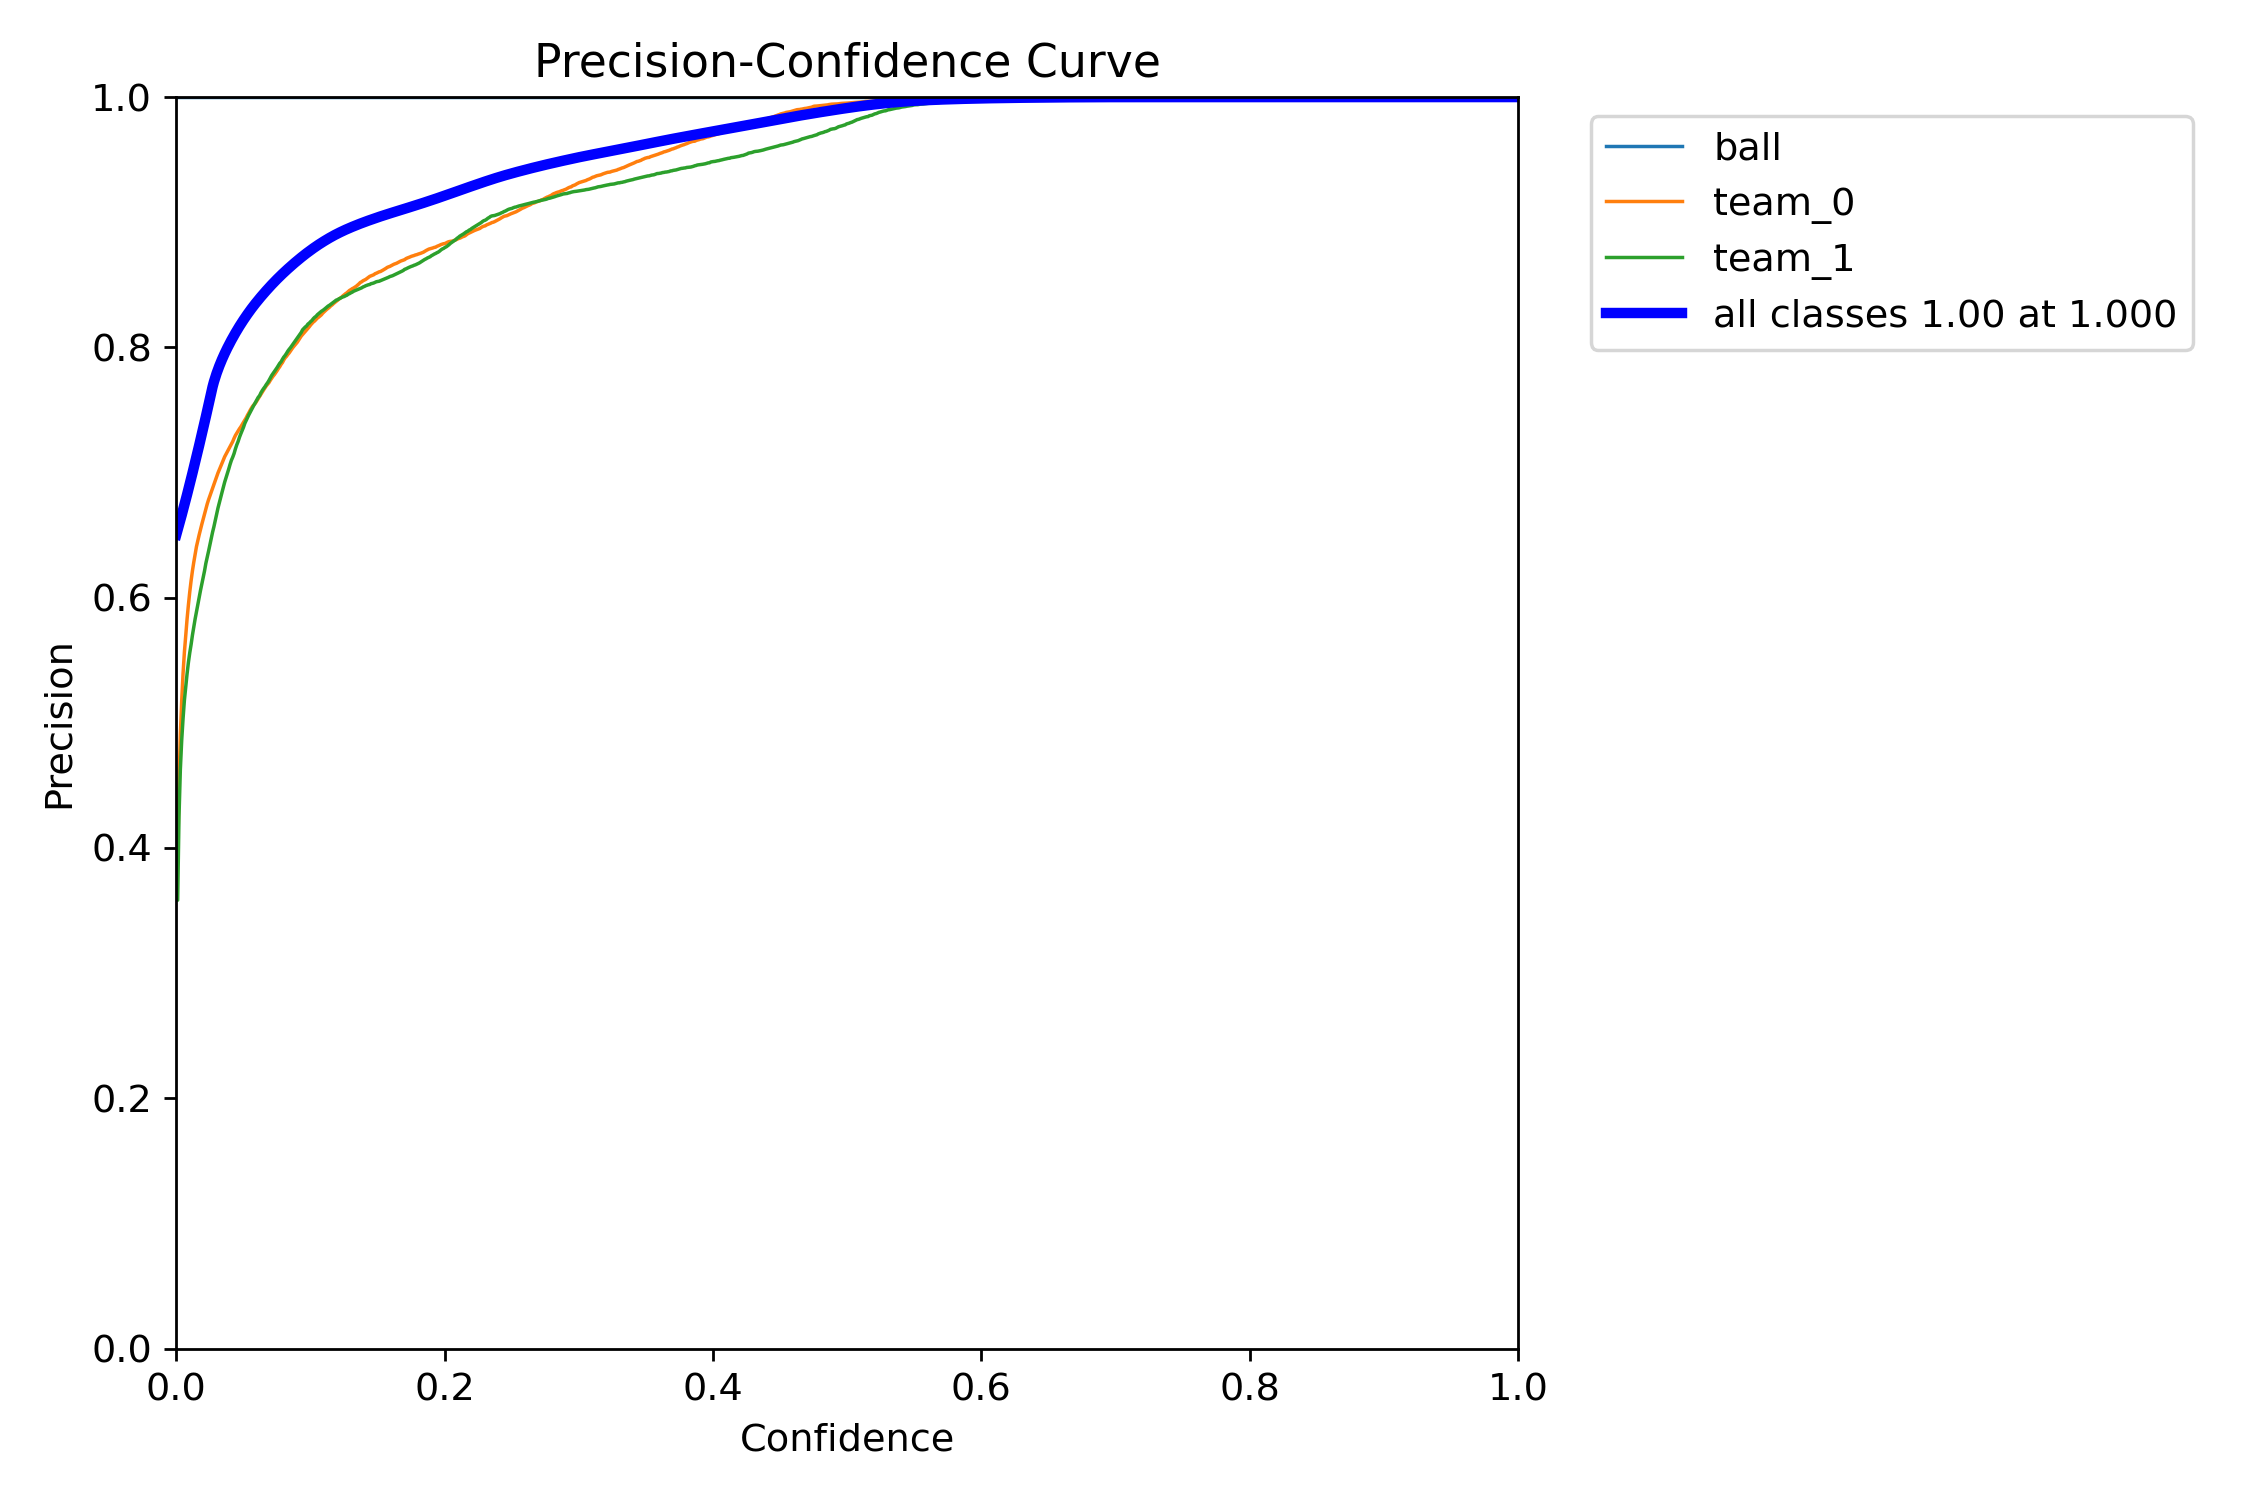 Precision-Confidence Curve
1.0
0.8
0.6
0.4
0.2
0.0
Precision
0.0 0.2 0.4 0.6 0.8 1.0
Confidence
ball
team_0
team_1
all classes 1.00 at 1.000